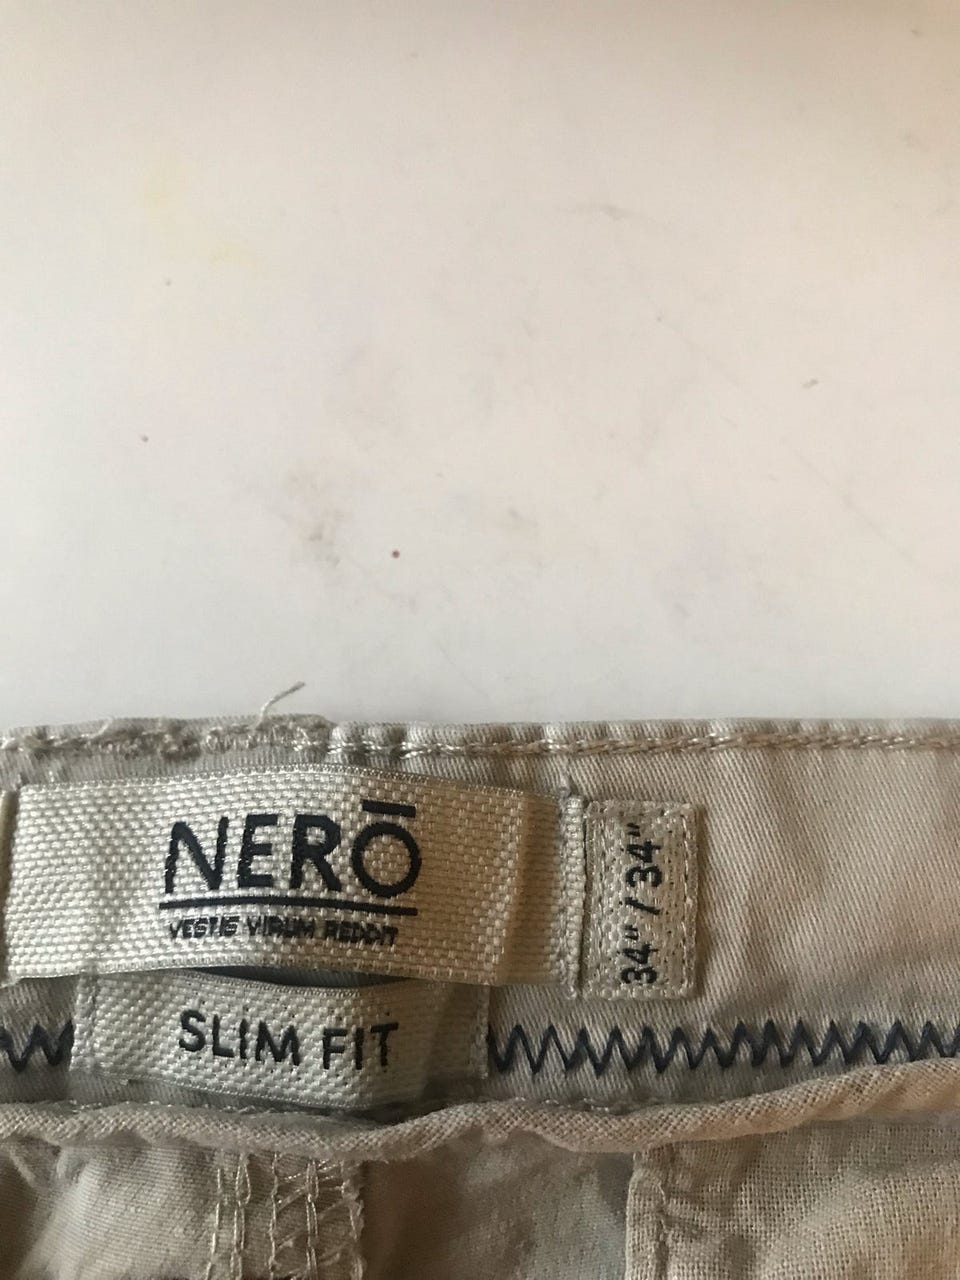 NERŌ
VESTIS VIRUM REDDIT
SLIM FIT
34" / 34"